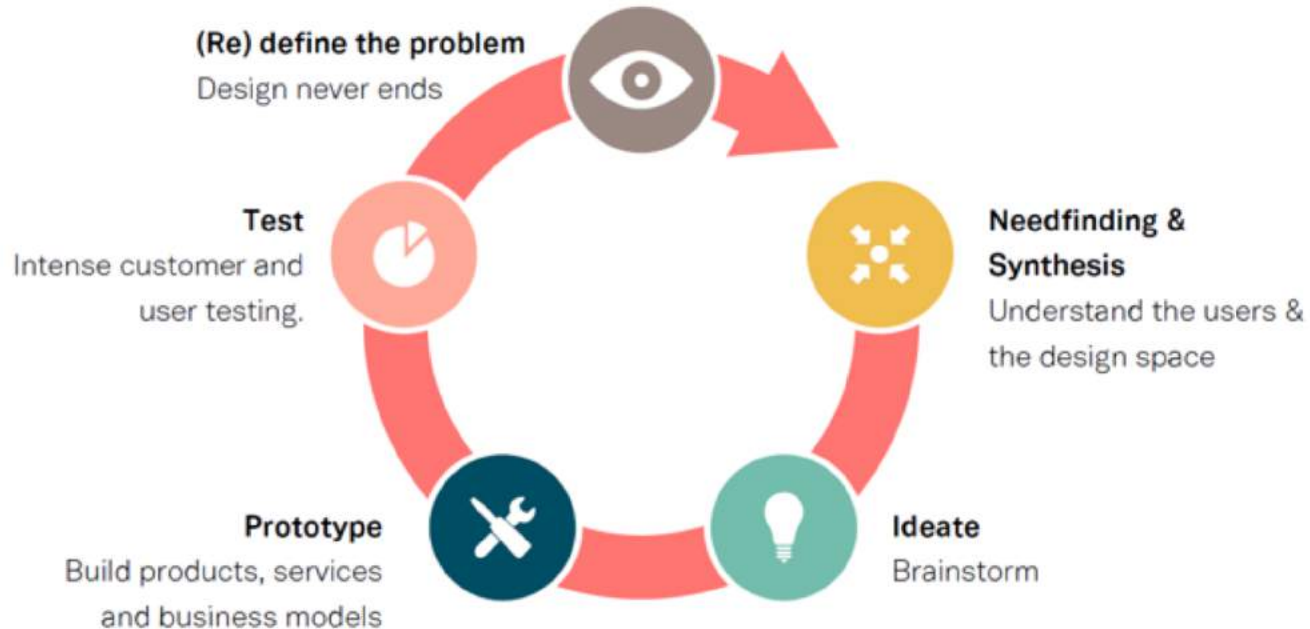 (Re) define the problem
Design never ends
Needfinding &
Synthesis
Understand the users &
the design space
Ideate
Brainstorm
Prototype
Build products, services
and business models
Test
Intense customer and
user testing.